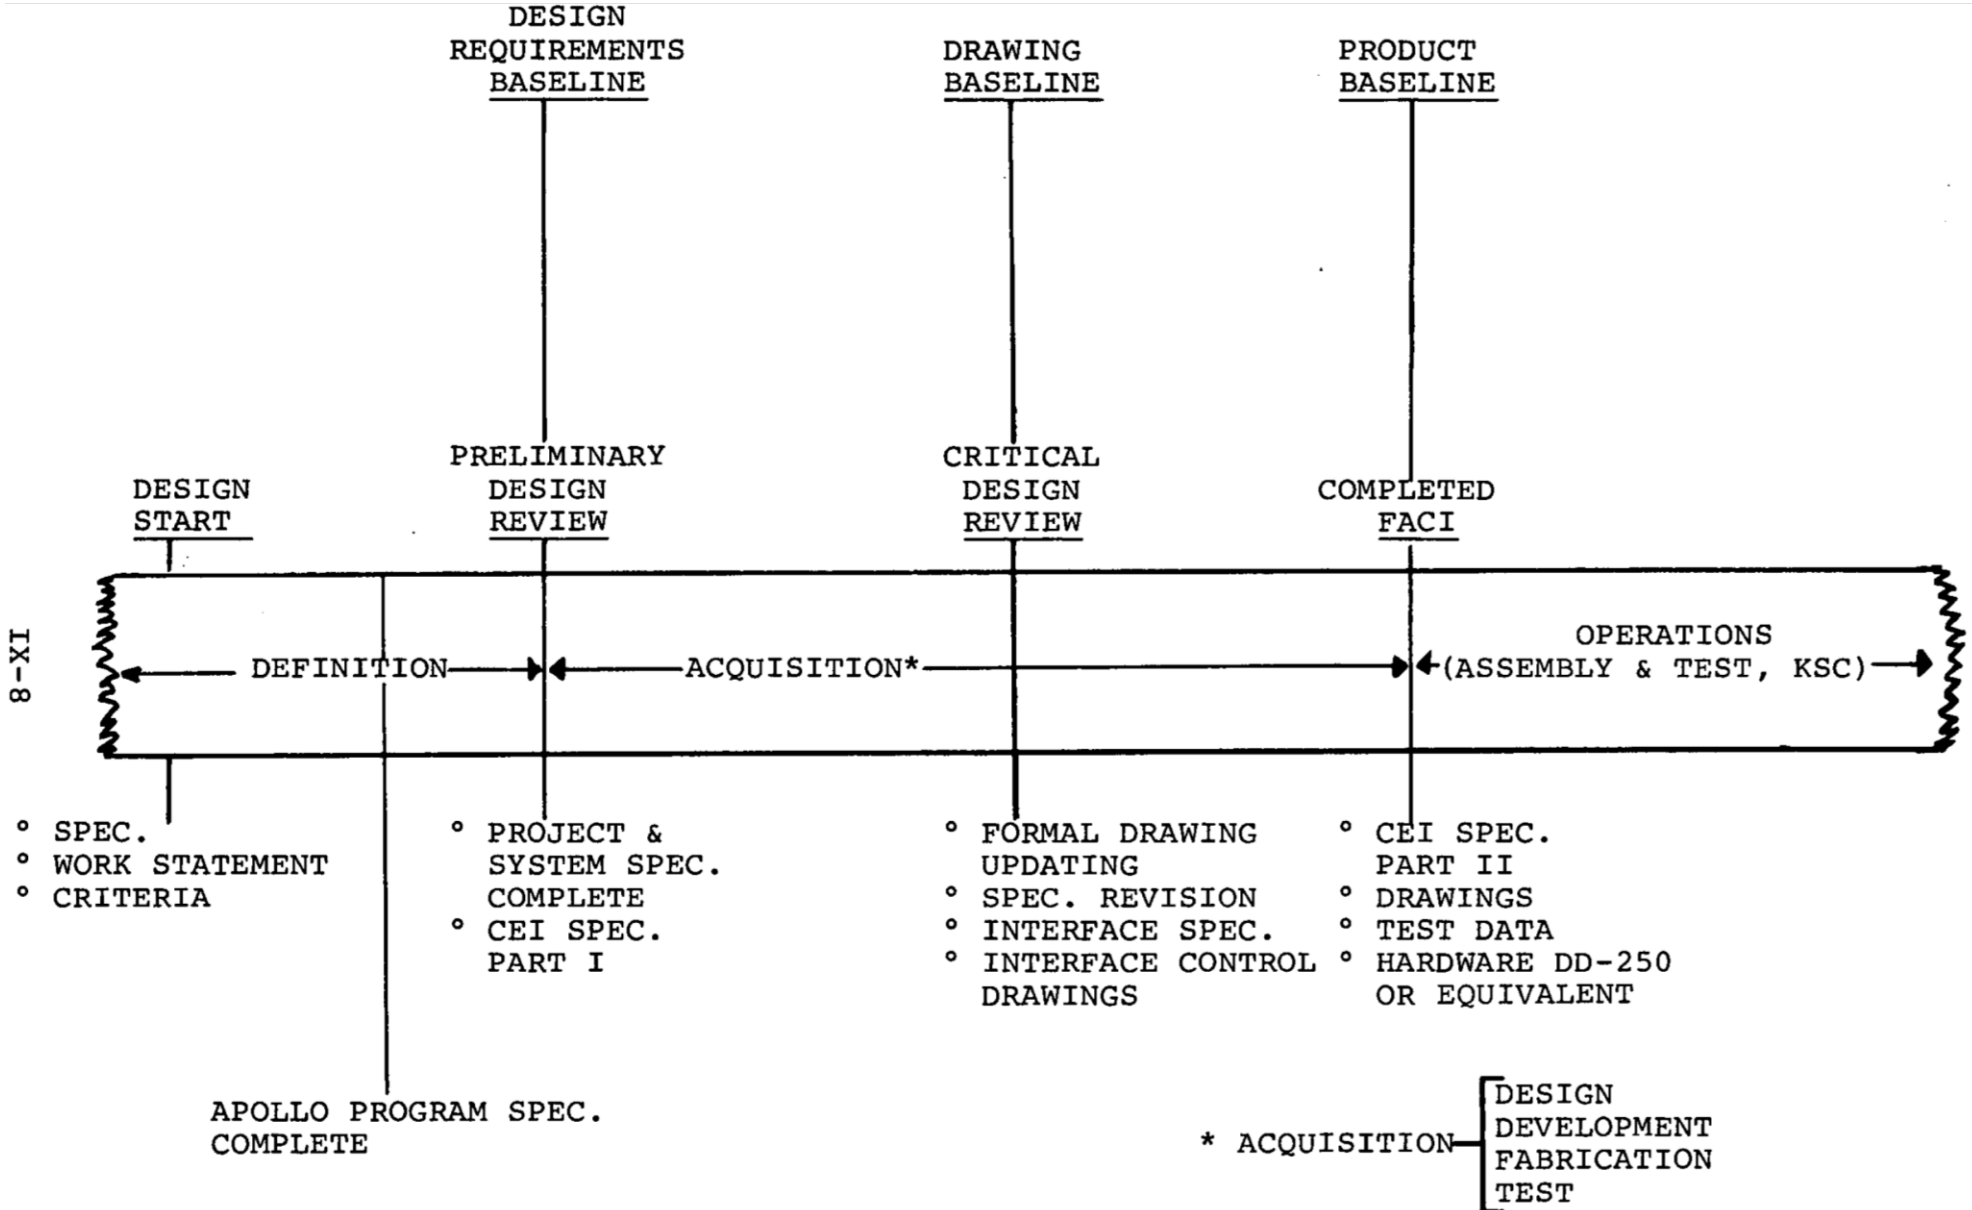 DESIGN
REQUIREMENTS
BASELINE
DRAWING
BASELINE
PRODUCT
BASELINE
DESIGN
START
PRELIMINARY
DESIGN
REVIEW
CRITICAL
DESIGN
REVIEW
COMPLETED
FACI
DEFINITION
ACQUISITION*
OPERATIONS
(ASSEMBLY & TEST, KSC)
IX-8
° SPEC.
° WORK STATEMENT
° CRITERIA
° PROJECT &
SYSTEM SPEC.
COMPLETE
° CEI SPEC.
PART I
° FORMAL DRAWING
UPDATING
° SPEC. REVISION
° INTERFACE SPEC.
° INTERFACE CONTROL
DRAWINGS
° CEI SPEC.
PART II
° DRAWINGS
° TEST DATA
° HARDWARE DD-250
OR EQUIVALENT
APOLLO PROGRAM SPEC.
COMPLETE
* ACQUISITION
DESIGN
DEVELOPMENT
FABRICATION
TEST